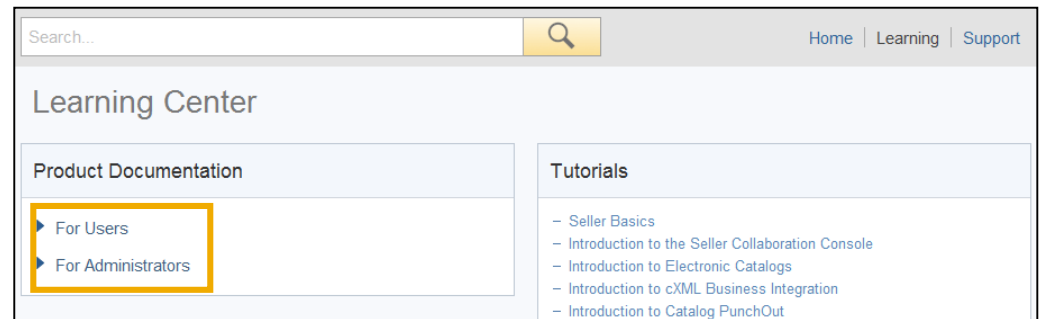 Search...
Home | Learning | Support
Learning Center
Product Documentation
For Users
For Administrators
Tutorials
– Seller Basics
– Introduction to the Seller Collaboration Console
– Introduction to Electronic Catalogs
– Introduction to cXML Business Integration
– Introduction to Catalog PunchOut